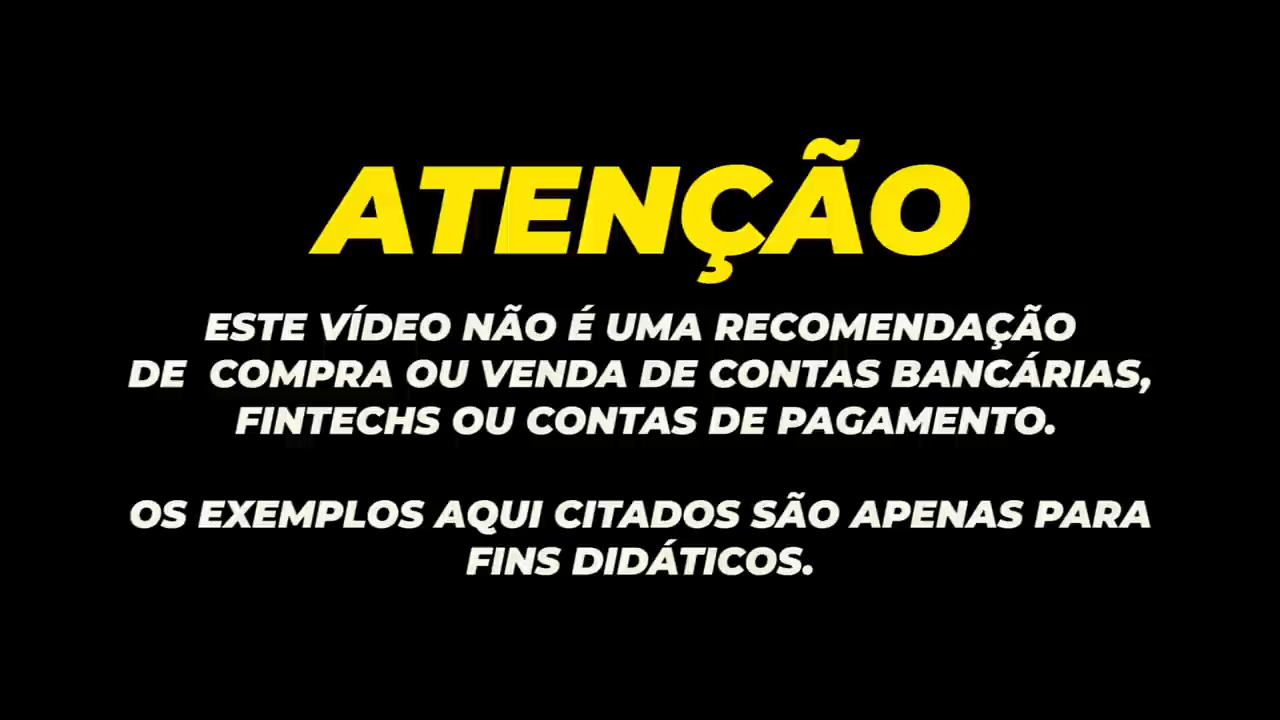 ATENÇÃO
ESTE VÍDEO NÃO É UMA RECOMENDAÇÃO
DE COMPRA OU VENDA DE CONTAS BANCÁRIAS,
FINTECHS OU CONTAS DE PAGAMENTO.
OS EXEMPLOS AQUI CITADOS SÃO APENAS PARA
FINS DIDÁTICOS.